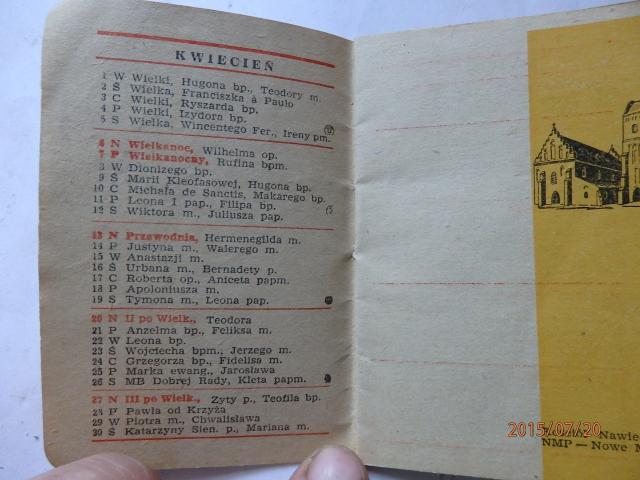 KWIECIEŃ
1 W Wielki, Hugona bp., Teodory m.
2 Ś Wielka, Franciszka à Paulo
3 C Wielki, Ryszarda bp.
4 P Wielki, Izydora bp.
5 S Wielka, Wincentego Fer., Ireny pm.
6 N Wielkanoc, Wilhelma op.
7 P Wielkanocny, Rufina bpm.
8 W Dionizego bp.
9 Ś Marii Kleofasowej, Hugona bp.
10 C Michała de Sanctis, Makarego bp.
11 P Leona I pap., Filipa bp.
12 S Wiktora m., Juliusza pap.
13 N Przewodnia, Hermenegilda m.
14 P Justyna m., Walerego m.
15 W Anastazji m.
16 Ś Urbana m., Bernadety p.
17 C Roberta op., Aniceta papm.
18 P Apoloniusza m.
19 S Tymona m., Leona pap.
20 N II po Wielk., Teodora
21 P Anzelma bp., Feliksa m.
22 W Leona bp.
23 Ś Wojciecha bpm., Jerzego m.
24 C Grzegorza bp., Fidelisa m.
25 P Marka ewang., Jarosława
26 S MB Dobrej Rady, Kleta papm.
27 N III po Wielk., Zyty p., Teofila bp.
28 P Pawła od Krzyża
29 W Piotra m., Chwalisława
30 Ś Katarzyny Sien. p., Mariana m.
Nawie
NMP — Nowe M
2015/07/20